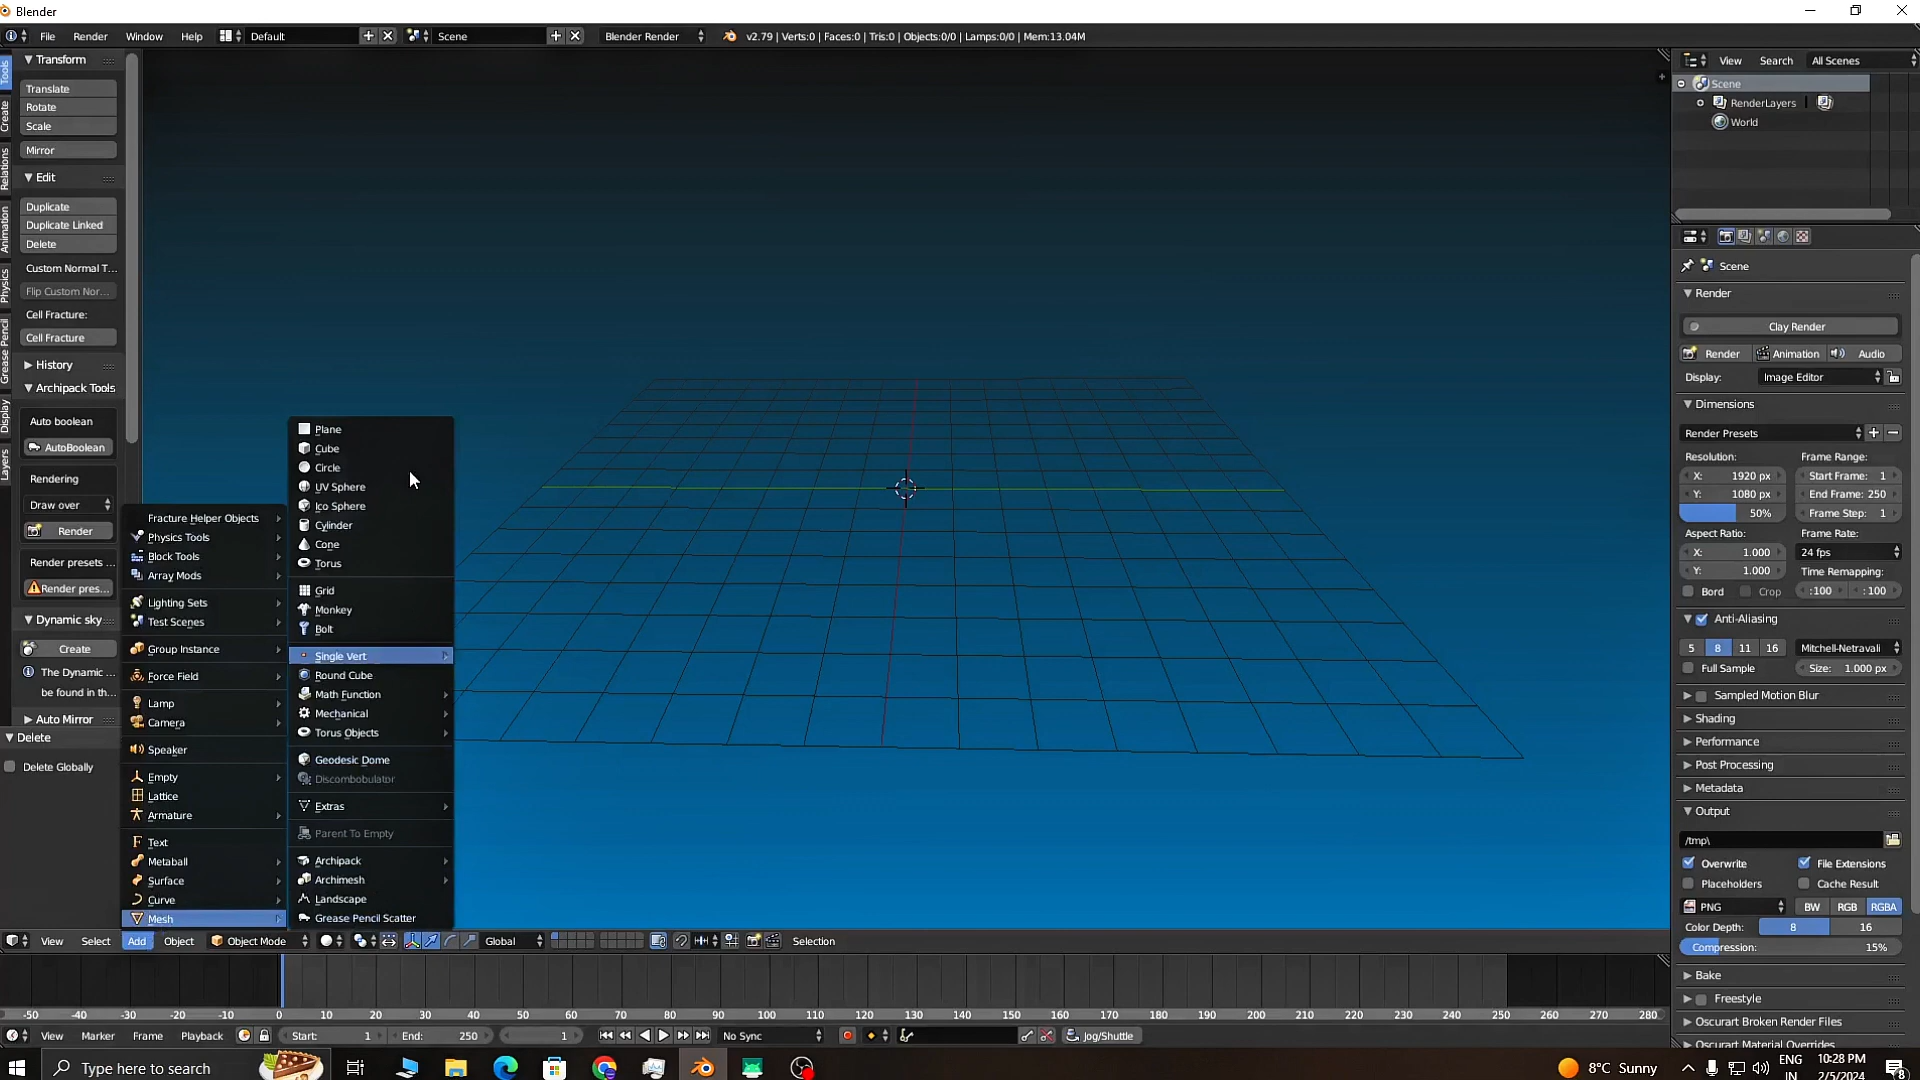 Blender
File Render Window Help Default Scene Blender Render v2.79 | Verts:0 | Faces:0 | Tris:0 | Objects:0/0 | Lamps:0/0 | Mem:13.04M
Tools
Create
Relations
Animation
Physics
Grease Pencil
Display
Layers
Transform
Translate
Rotate
Scale
Mirror
Edit
Duplicate
Duplicate Linked
Delete
Custom Normal T...
Flip Custom Nor...
Cell Fracture:
Cell Fracture
History
Archipack Tools
Auto boolean
AutoBoolean
Rendering
Draw over
Render
Render presets ...
Render pres...
Dynamic sky
Create
The Dynamic
be found in th...
Auto Mirror
Delete
Delete Globally
Fracture Helper Objects
Physics Tools
Block Tools
Array Mods
Lighting Sets
Test Scenes
Group Instance
Force Field
Lamp
Camera
Speaker
Empty
Lattice
Armature
Text
Metaball
Surface
Curve
Mesh
Plane
Cube
Circle
UV Sphere
Ico Sphere
Cylinder
Cone
Torus
Grid
Monkey
Bolt
Single Vert
Round Cube
Math Function
Mechanical
Torus Objects
Geodesic Dome
Discombobulator
Extras
Parent To Empty
Archipack
Archimesh
Landscape
Grease Pencil Scatter
View Select Add Object Object Mode Global Selection
View Search All Scenes
Scene
RenderLayers
World
Scene
Render
Clay Render
Render Animation Audio
Display: Image Editor
Dimensions
Render Presets
Resolution: Frame Range:
X: 1920 px Start Frame: 1
Y: 1080 px End Frame: 250
50% Frame Step: 1
Aspect Ratio: Frame Rate:
X: 1.000 24 fps
Y: 1.000 Time Remapping:
Bord Crop :100 :100
Anti-Aliasing
5 8 11 16 Mitchell-Netravali
Full Sample Size: 1.000 px
Sampled Motion Blur
Shading
Performance
Post Processing
Metadata
Output
/tmp\
Overwrite File Extensions
Placeholders Cache Result
PNG BW RGB RGBA
Color Depth: 8 16
Compression: 15%
Bake
Freestyle
Oscurart Broken Render Files
Oscurart Material Overrides
-50 -40 -30 -20 -10 0 10 20 30 40 50 60 70 80 90 100 110 120 130 140 150 160 170 180 190 200 210 220 230 240 250 260 270 280
View Marker Frame Playback Start: 1 End: 250 1 No Sync Jog/Shuttle
Type here to search 8°C Sunny ENG 10:28 PM
IN 2/5/2024 8